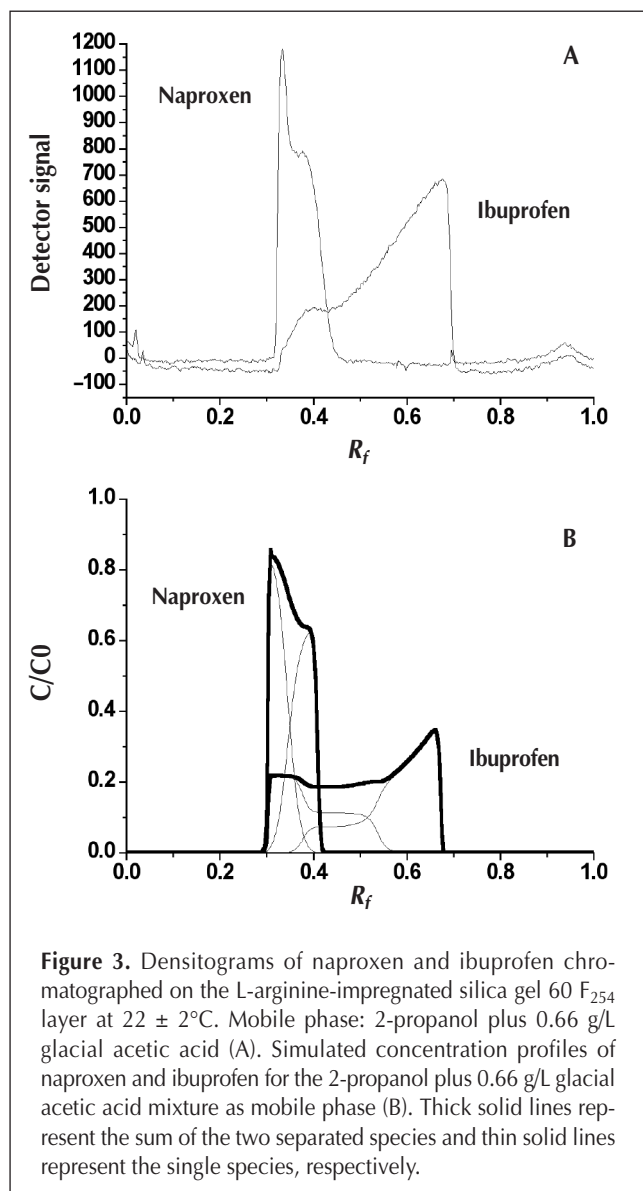 A
1200
1100
1000
900
800
700
600
500
400
300
200
100
0
−100
Detector signal
Naproxen
Ibuprofen
0.0 0.2 0.4 0.6 0.8 1.0
Rf
B
1.0
0.8
0.6
0.4
0.2
0.0
C/C0
Naproxen
Ibuprofen
0.0 0.2 0.4 0.6 0.8 1.0
Rf
Figure 3. Densitograms of naproxen and ibuprofen chro-
matographed on the L-arginine-impregnated silica gel 60 F254
layer at 22 ± 2°C. Mobile phase: 2-propanol plus 0.66 g/L
glacial acetic acid (A). Simulated concentration profiles of
naproxen and ibuprofen for the 2-propanol plus 0.66 g/L glacial
acetic acid mixture as mobile phase (B). Thick solid lines rep-
resent the sum of the two separated species and thin solid lines
represent the single species, respectively.